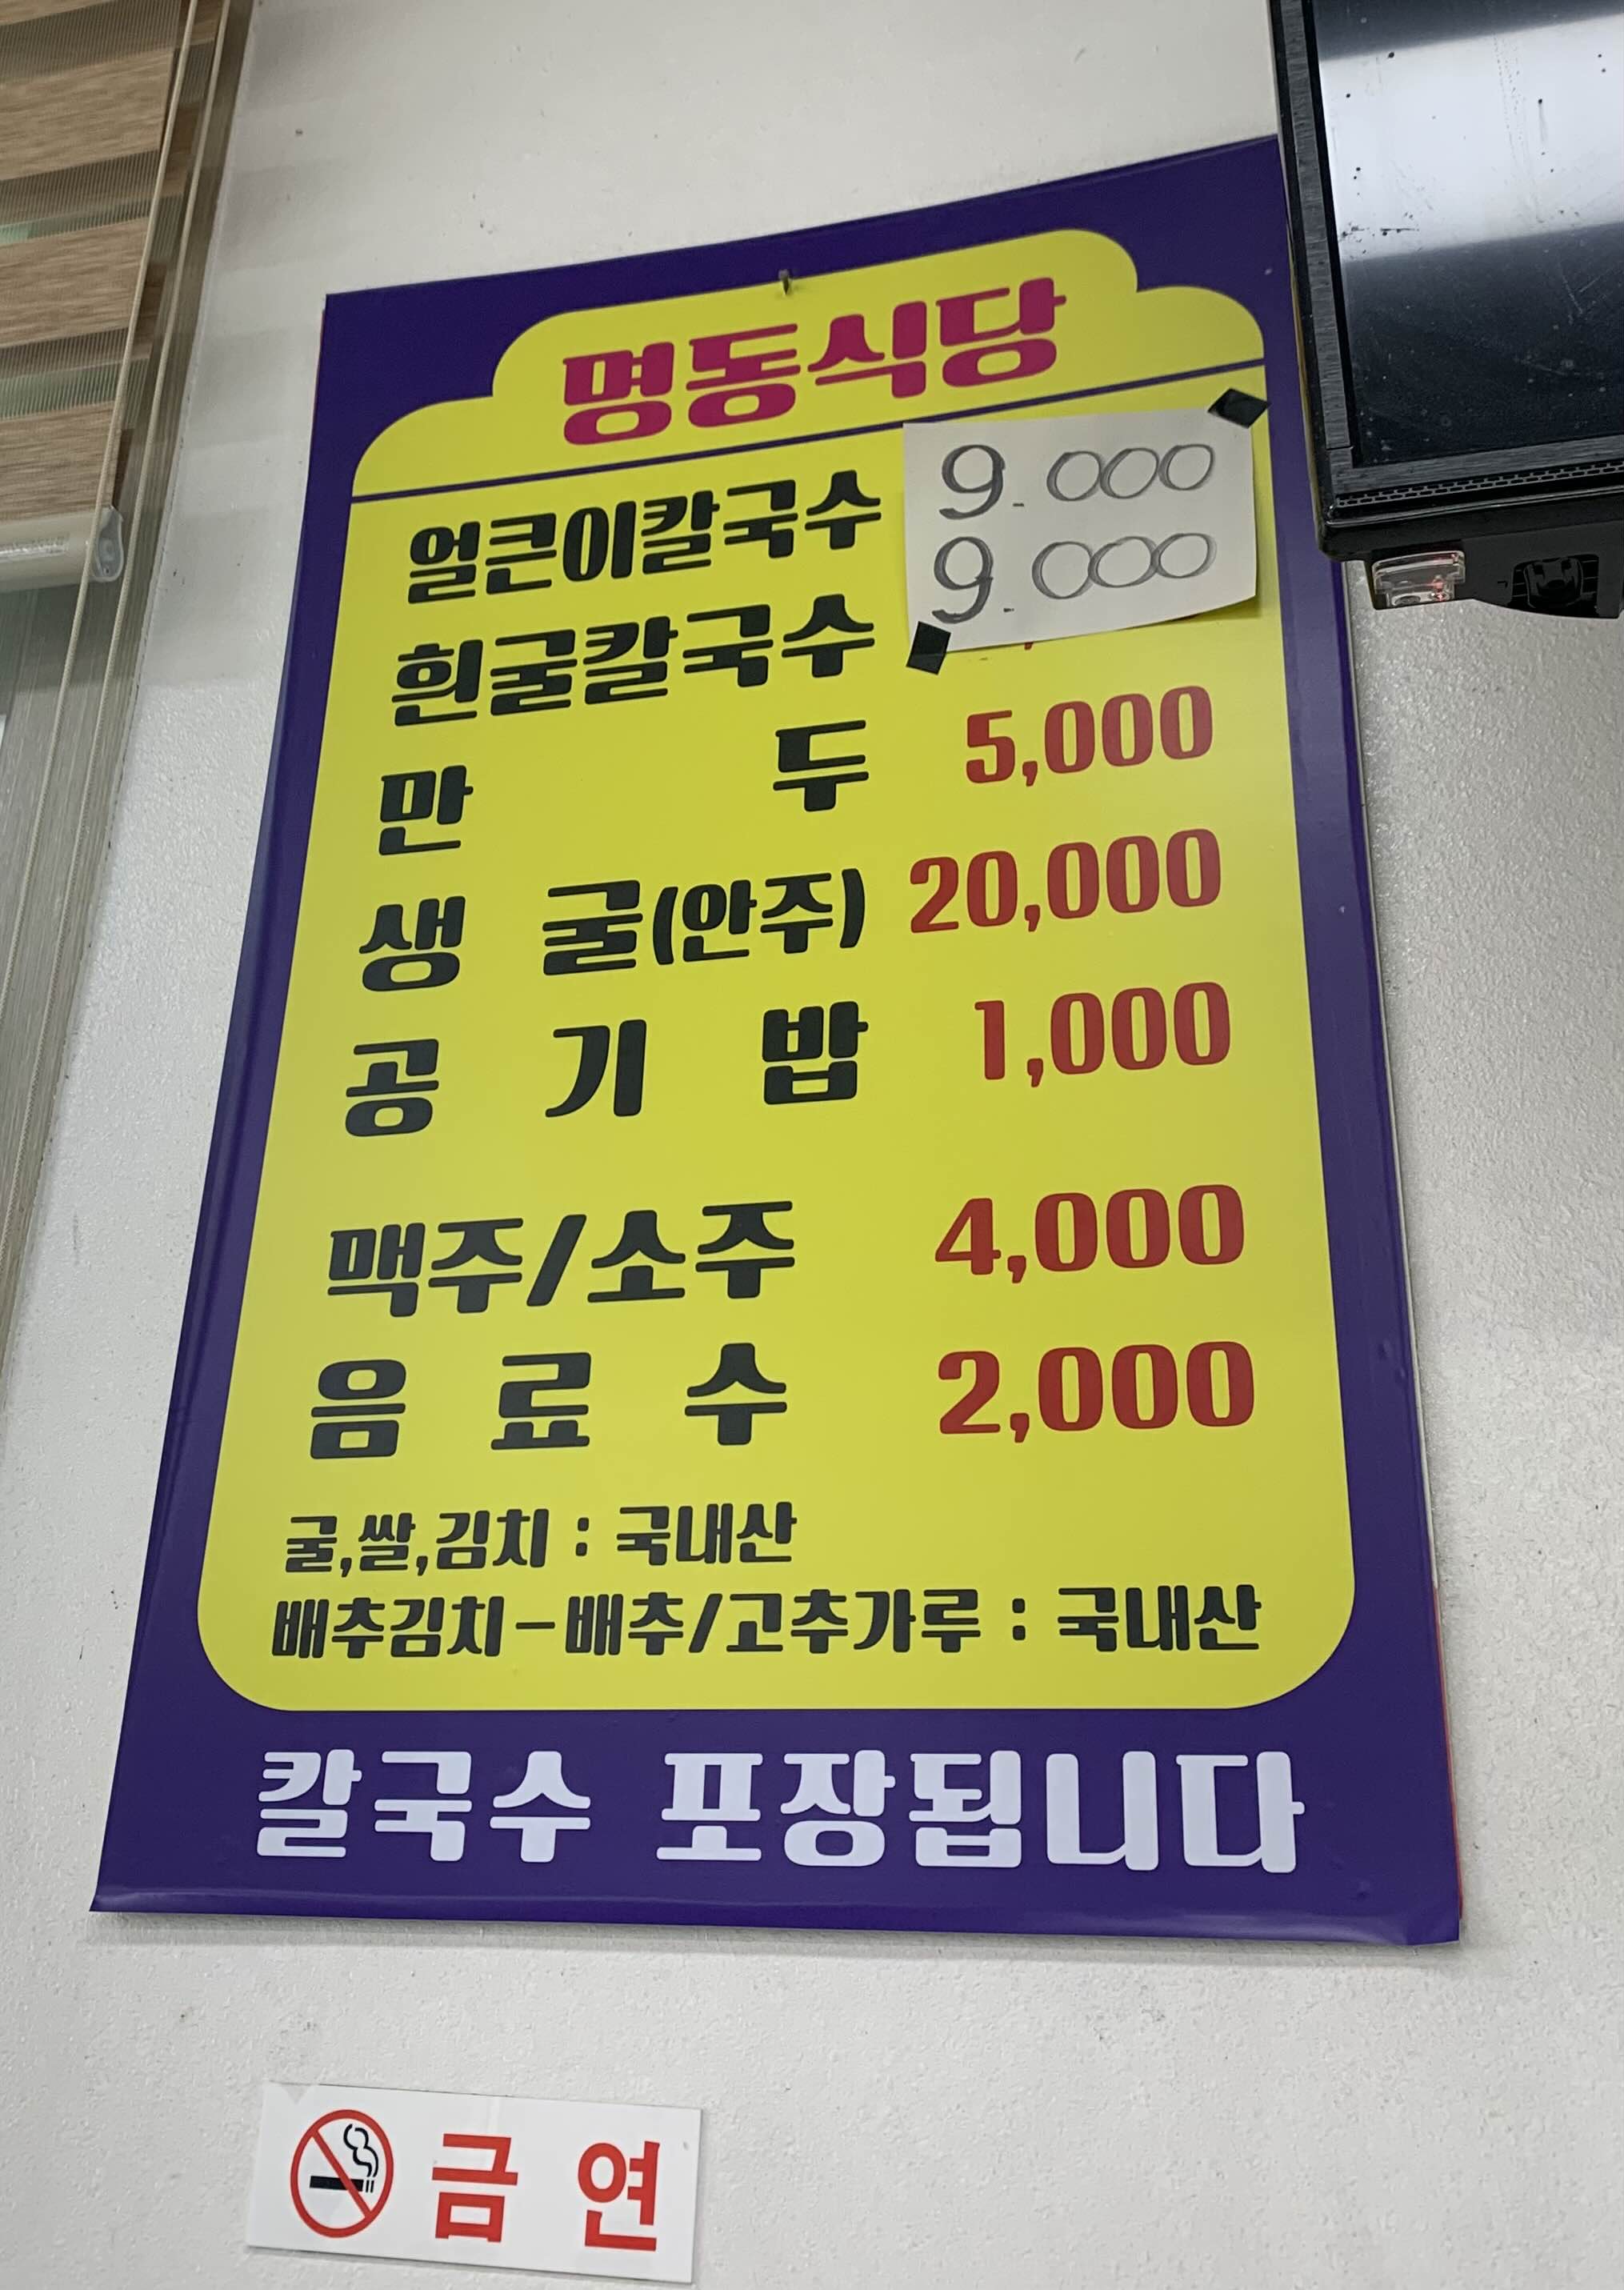 명동식당
얼큰이칼국수 9.000
흰굴칼국수 9.000
만 두 5,000
생 굴(안주) 20,000
공 기 밥 1,000
맥주/소주 4,000
음 료 수 2,000
굴,쌀,김치 : 국내산
배추김치-배추/고추가루 : 국내산
칼국수 포장됩니다
금 연